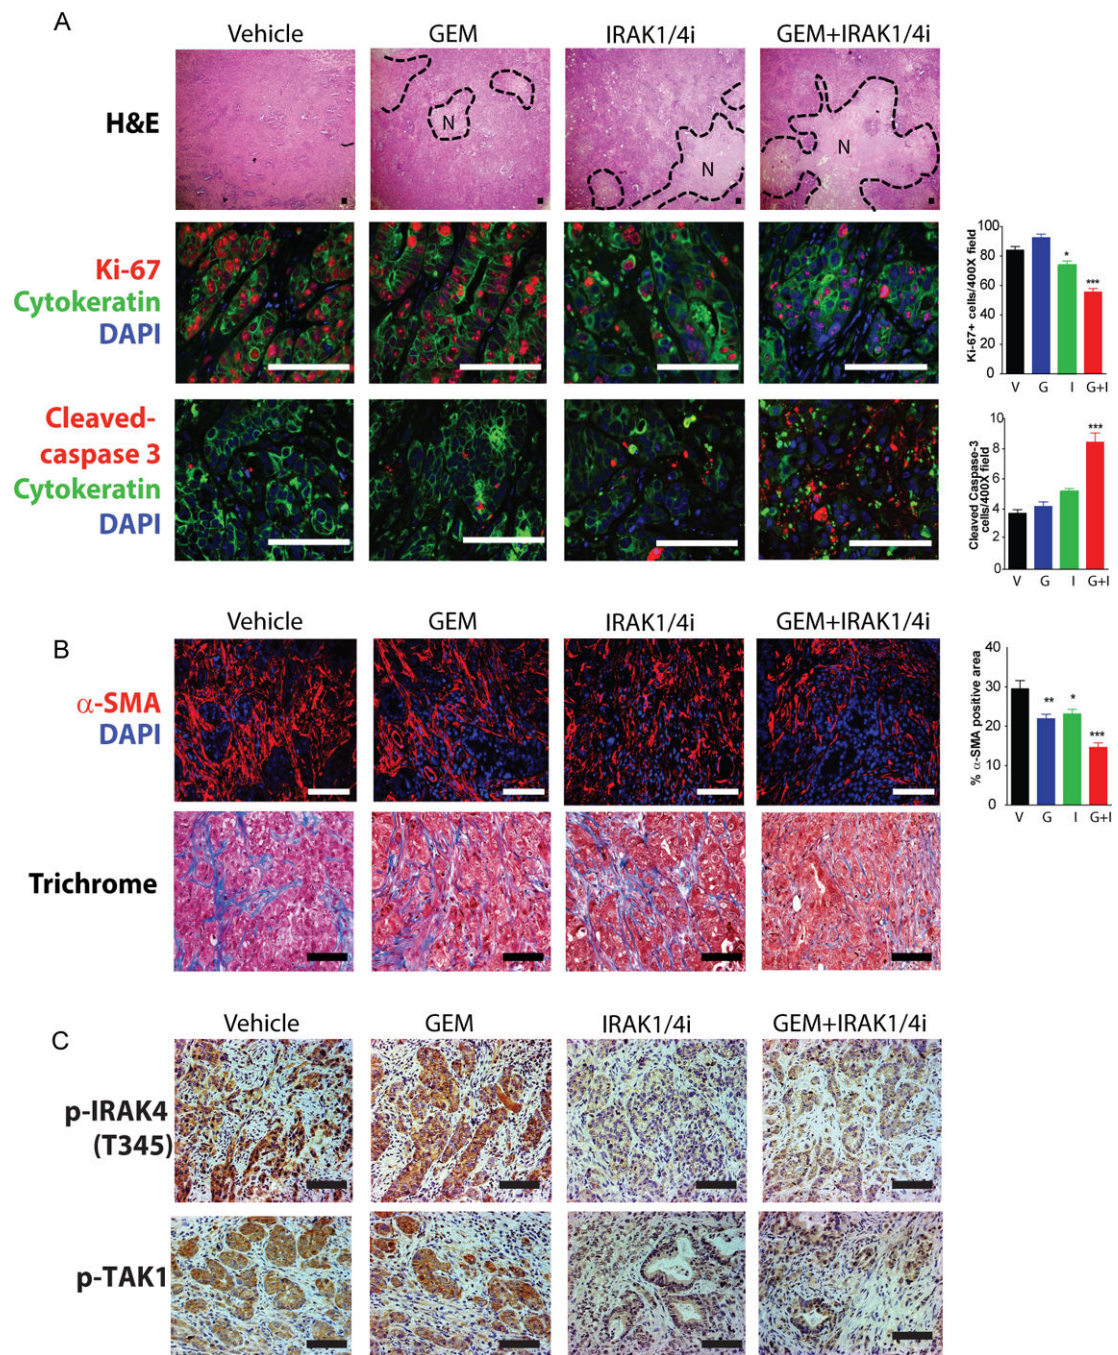 A
Vehicle GEM IRAK1/4i GEM+IRAK1/4i
H&E
N
N
N
Ki-67
Cytokeratin
DAPI
Ki-67+ cells/400X field
100
80
60
40
20
0
*
***
V G I G+I
Cleaved-
caspase 3
Cytokeratin
DAPI
Cleaved Caspase-3
cells/400X field
10
8
6
4
2
0
***
V G I G+I
B
Vehicle GEM IRAK1/4i GEM+IRAK1/4i
α-SMA
DAPI
% α-SMA positive area
40
30
20
10
0
**
*
***
V G I G+I
Trichrome
C
Vehicle GEM IRAK1/4i GEM+IRAK1/4i
p-IRAK4
(T345)
p-TAK1